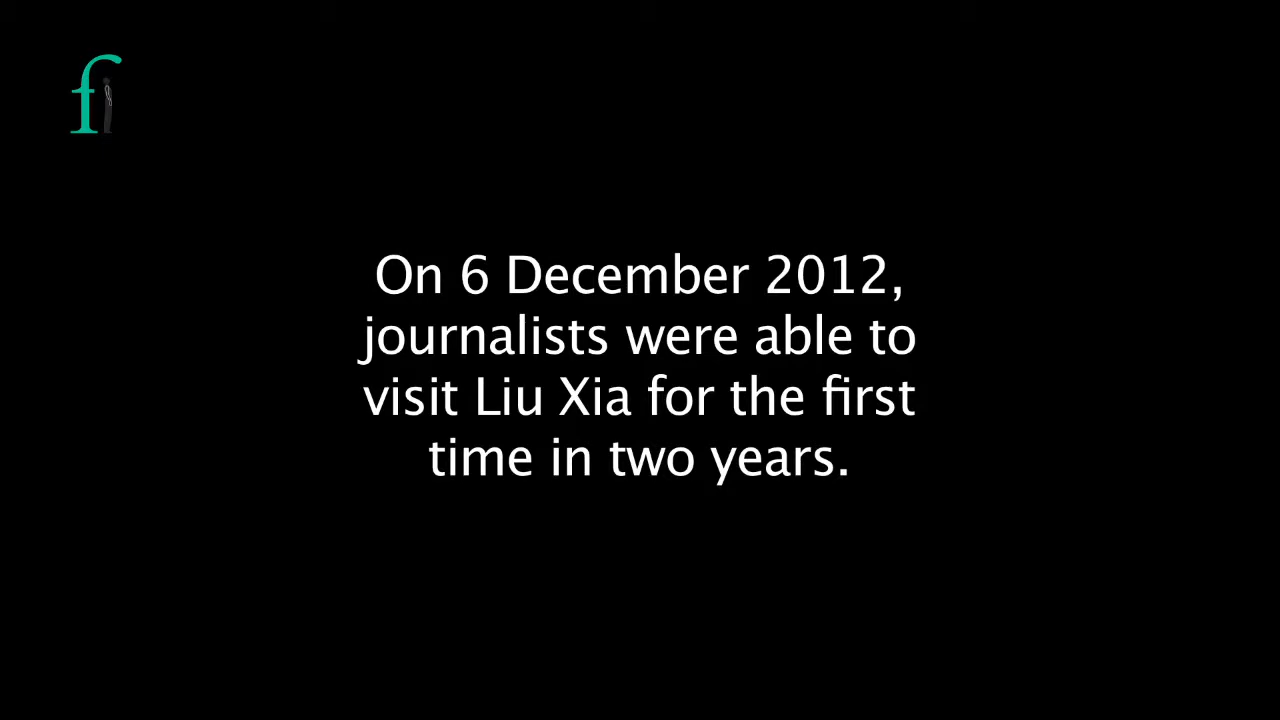 On 6 December 2012,
journalists were able to
visit Liu Xia for the first
time in two years.